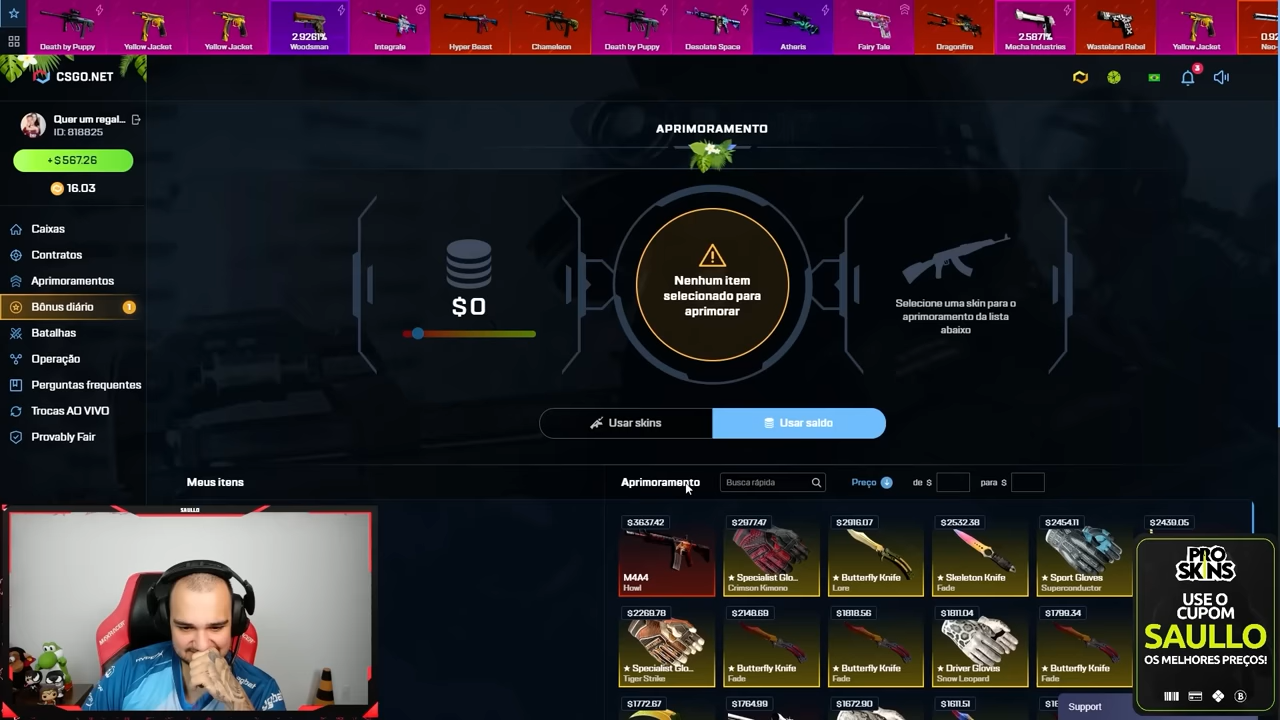 Death by Puppy
Yellow Jacket
Yellow Jacket
2.9261%
Woodsman
Integrale
Hyper Beast
Chameleon
Death by Puppy
Desolate Space
Atheris
Fairy Tale
Dragonfire
2.5871%
Mecha Industries
Wasteland Rebel
Yellow Jacket
CSGO.NET
3
Quer um regal...
ID: 818825
+$567.26
16.03
APRIMORAMENTO
Caixas
Contratos
Aprimoramentos
Bônus diário
1
Batalhas
Operação
Perguntas frequentes
Trocas AO VIVO
Provably Fair
$0
Nenhum item
selecionado para
aprimorar
Selecione uma skin para o
aprimoramento da lista
abaixo
Usar skins
Usar saldo
Meus itens
Aprimoramento
Busca rápida
Preço
de $
para $
$3637.42
M4A4
Howl
$2977.47
★ Specialist Glo...
Crimson Kimono
$2916.07
★ Butterfly Knife
Lore
$2532.38
★ Skeleton Knife
Fade
$2454.11
★ Sport Gloves
Superconductor
$2439.05
$2269.78
★ Specialist Glo...
Tiger Strike
$2148.69
★ Butterfly Knife
Fade
$1818.56
★ Butterfly Knife
Fade
$1811.04
★ Driver Gloves
Snow Leopard
$1799.34
★ Butterfly Knife
Fade
$1772.67
$1764.99
$1672.90
$1611.51
SAULLO
PRO
SKINS
USE O
CUPOM
SAULLO
OS MELHORES PREÇOS!
Support